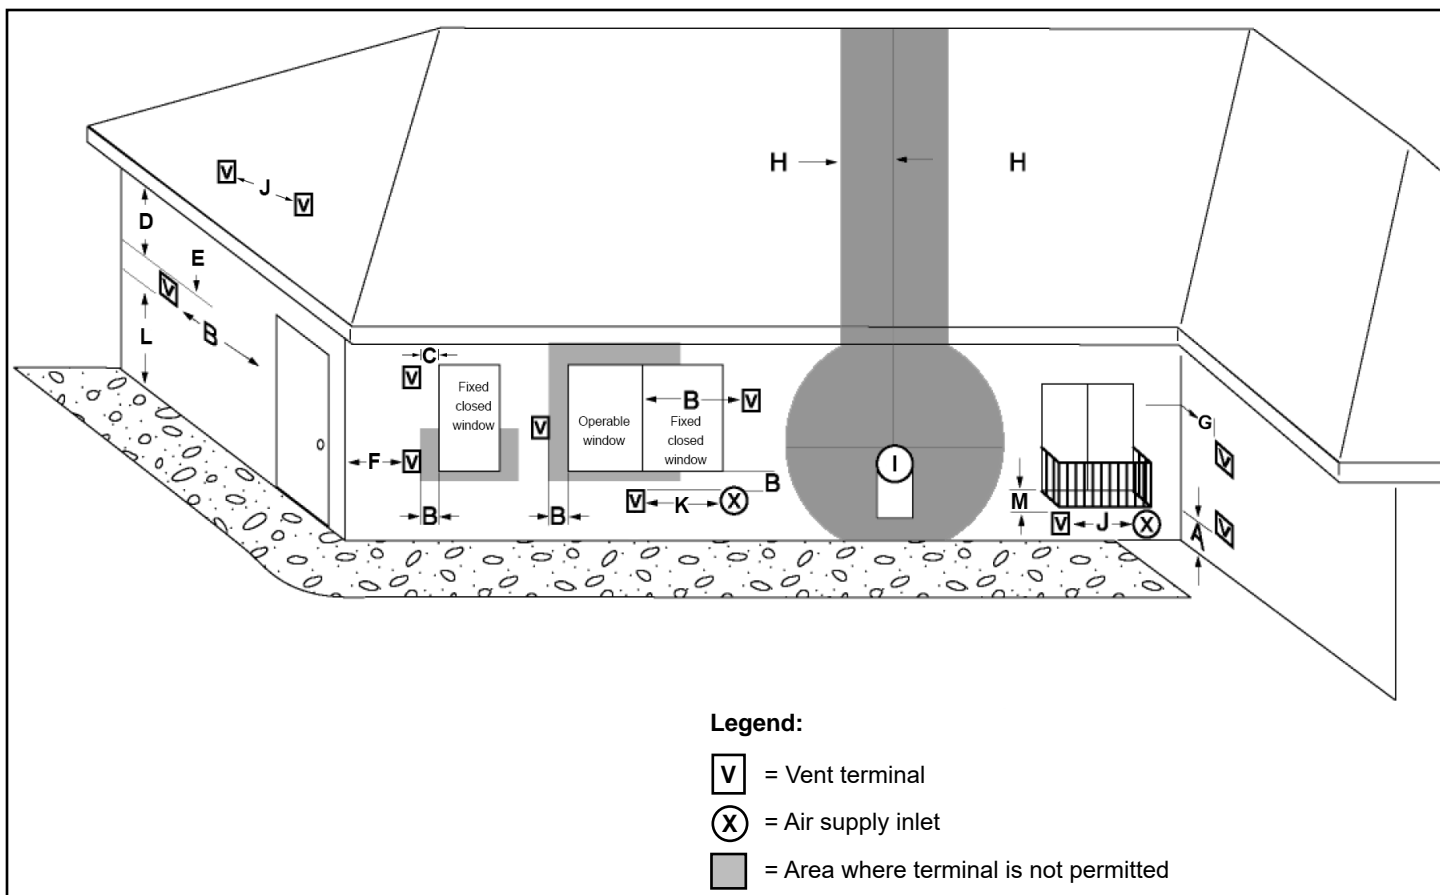 H
H
V
J
V
D
E
V
B
L
C
V
Fixed
closed
window
F
V
B
V
Operable
window
B
V
Fixed
closed
window
B
B
V
K
X
I
G
V
M
V
J
X
A
V
Legend:
V = Vent terminal
X = Air supply inlet
= Area where terminal is not permitted